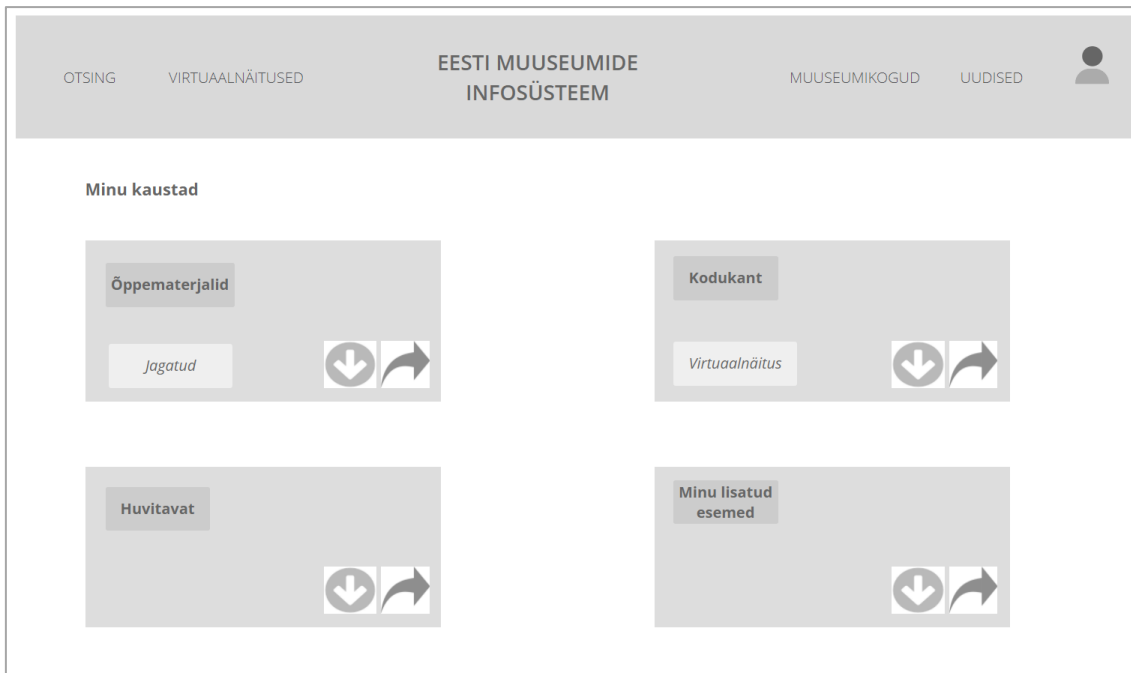 OTSING
VIRTUAALNÄITUSED
EESTI MUUSEUMIDE
INFOSÜSTEEM
MUUSEUMIKOGUD
UUDISED
Minu kaustad
Õppematerjalid
Jagatud
Kodukant
Virtuaalnäitus
Huvitavat
Minu lisatud
esemed